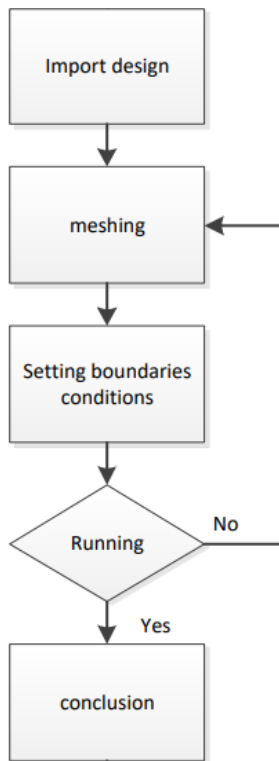 Import design
meshing
Setting boundaries
conditions
Running
No
Yes
conclusion